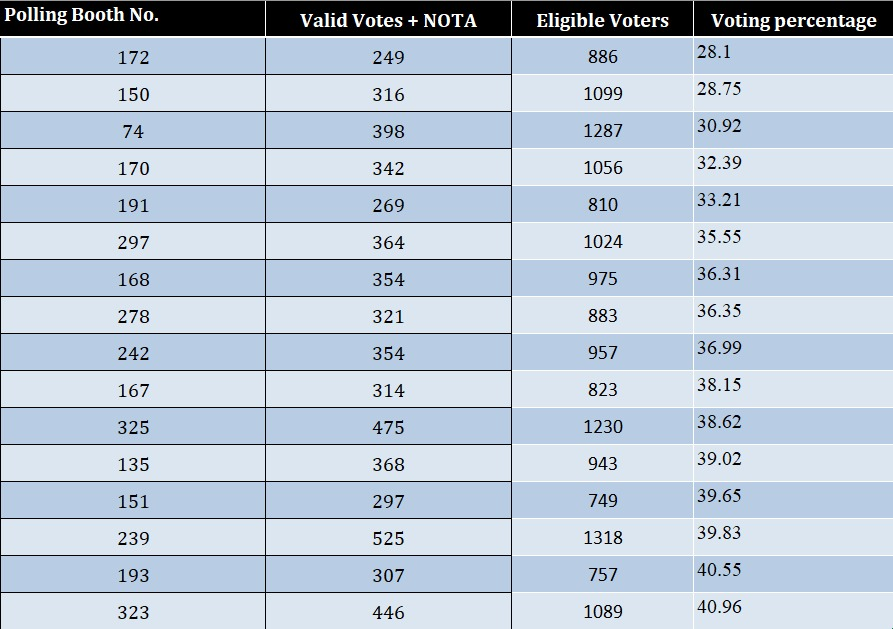 Polling Booth No. Valid Votes + NOTA Eligible Voters Voting percentage
172 249 886 28.1
150 316 1099 28.75
74 398 1287 30.92
170 342 1056 32.39
191 269 810 33.21
297 364 1024 35.55
168 354 975 36.31
278 321 883 36.35
242 354 957 36.99
167 314 823 38.15
325 475 1230 38.62
135 368 943 39.02
151 297 749 39.65
239 525 1318 39.83
193 307 757 40.55
323 446 1089 40.96